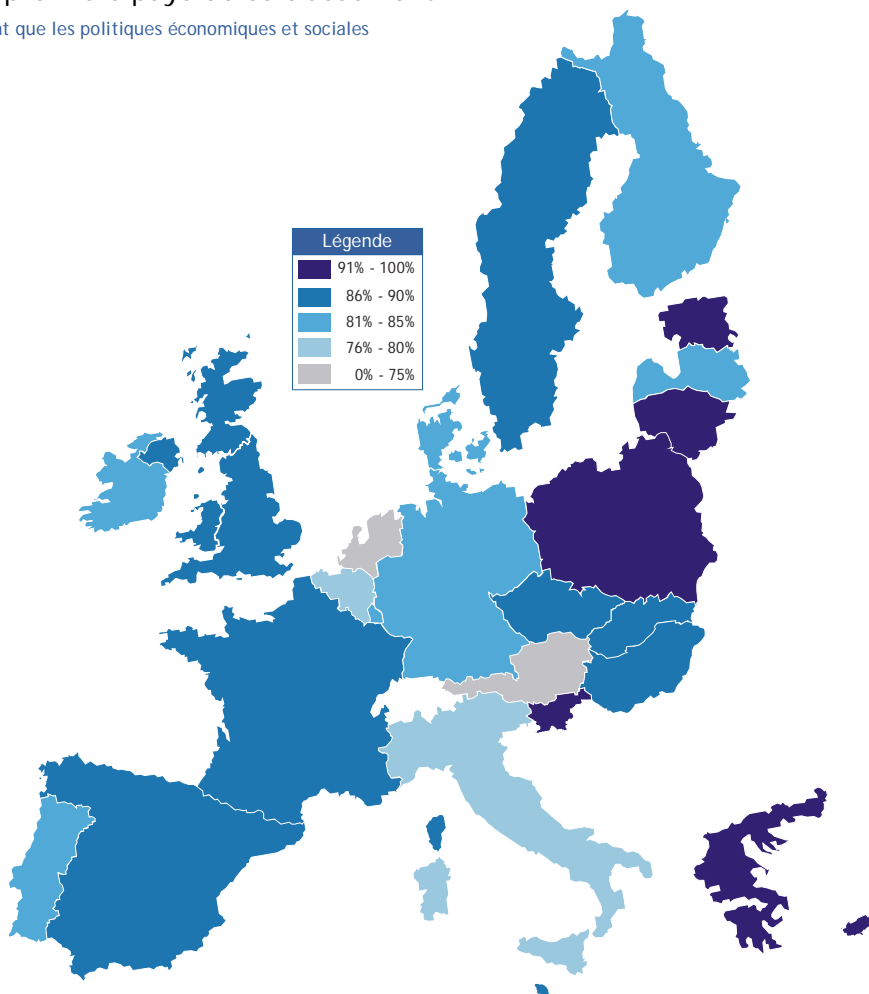 nt que les politiques économiques et sociales
Légende
91% - 100%
86% - 90%
81% - 85%
76% - 80%
0% - 75%